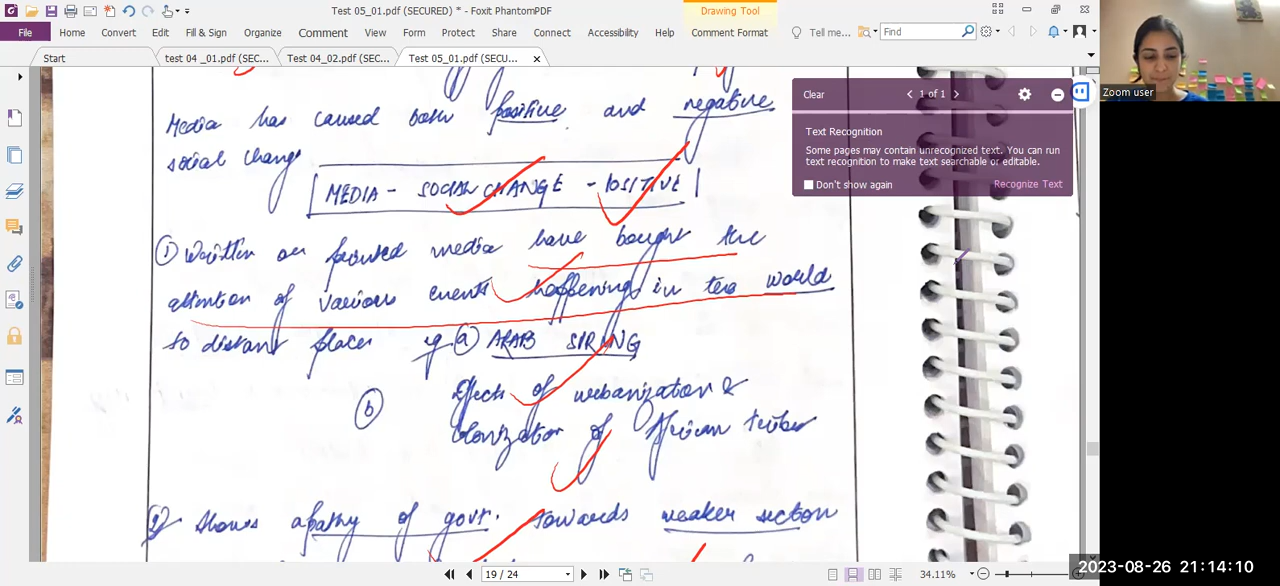 Test 05_01.pdf (SECURED) * - Foxit PhantomPDF
Drawing Tool
File Home Convert Edit Fill & Sign Organize Comment View Form Protect Share Connect Accessibility Help Comment Format Tell me... Find
Start test 04 _01.pdf (SEC... Test 04_02.pdf (SEC... Test 05_01.pdf (SECU...
Clear 1 of 1
Text Recognition
Some pages may contain unrecognized text. You can run
text recognition to make text searchable or editable.
Don't show again Recognize Text
Zoom user
Media has caused both positive and negative
social change
MEDIA - SOCIAL CHANGE - POSITIVE
① Written or printed media have bought the
attention of various events happening in the world
to distant places eg (a) ARAB SPRING
(b) Effects of urbanization &
colonization of African tribes
Shows apathy of govt. towards weaker section
19 / 24
34.11%
2023-08-26 21:14:10